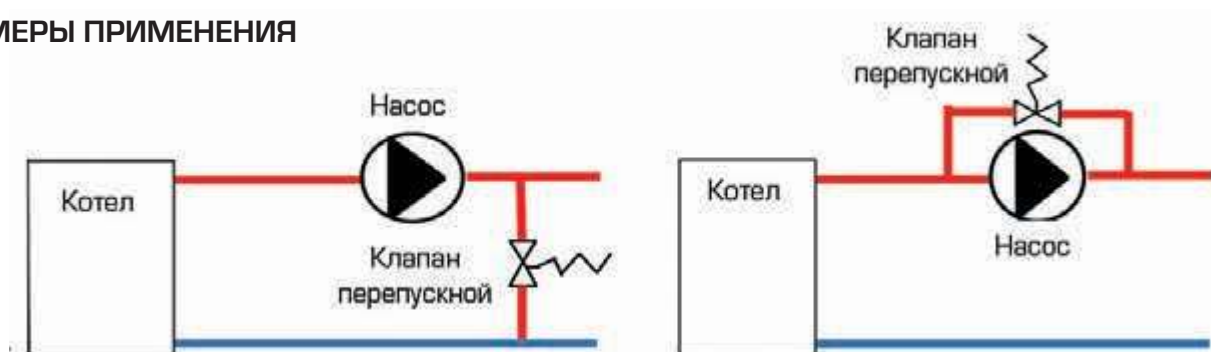 МЕРЫ ПРИМЕНЕНИЯ
Насос
Котел
Клапан
перепускной
Клапан
перепускной
Котел
Насос